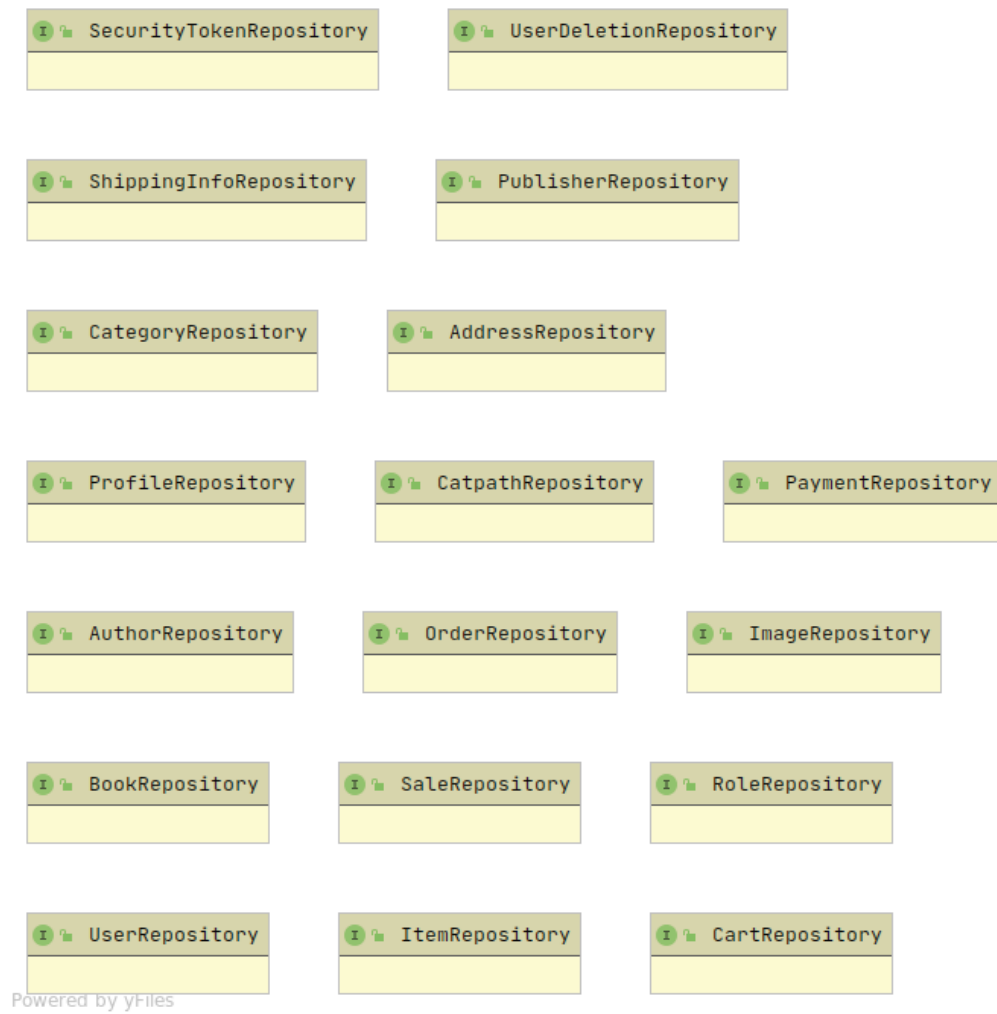 I SecurityTokenRepository I UserDeletionRepository
I ShippingInfoRepository I PublisherRepository
I CategoryRepository I AddressRepository
I ProfileRepository I CatpathRepository I PaymentRepository
I AuthorRepository I OrderRepository I ImageRepository
I BookRepository I SaleRepository I RoleRepository
I UserRepository I ItemRepository I CartRepository
Powered by yFiles